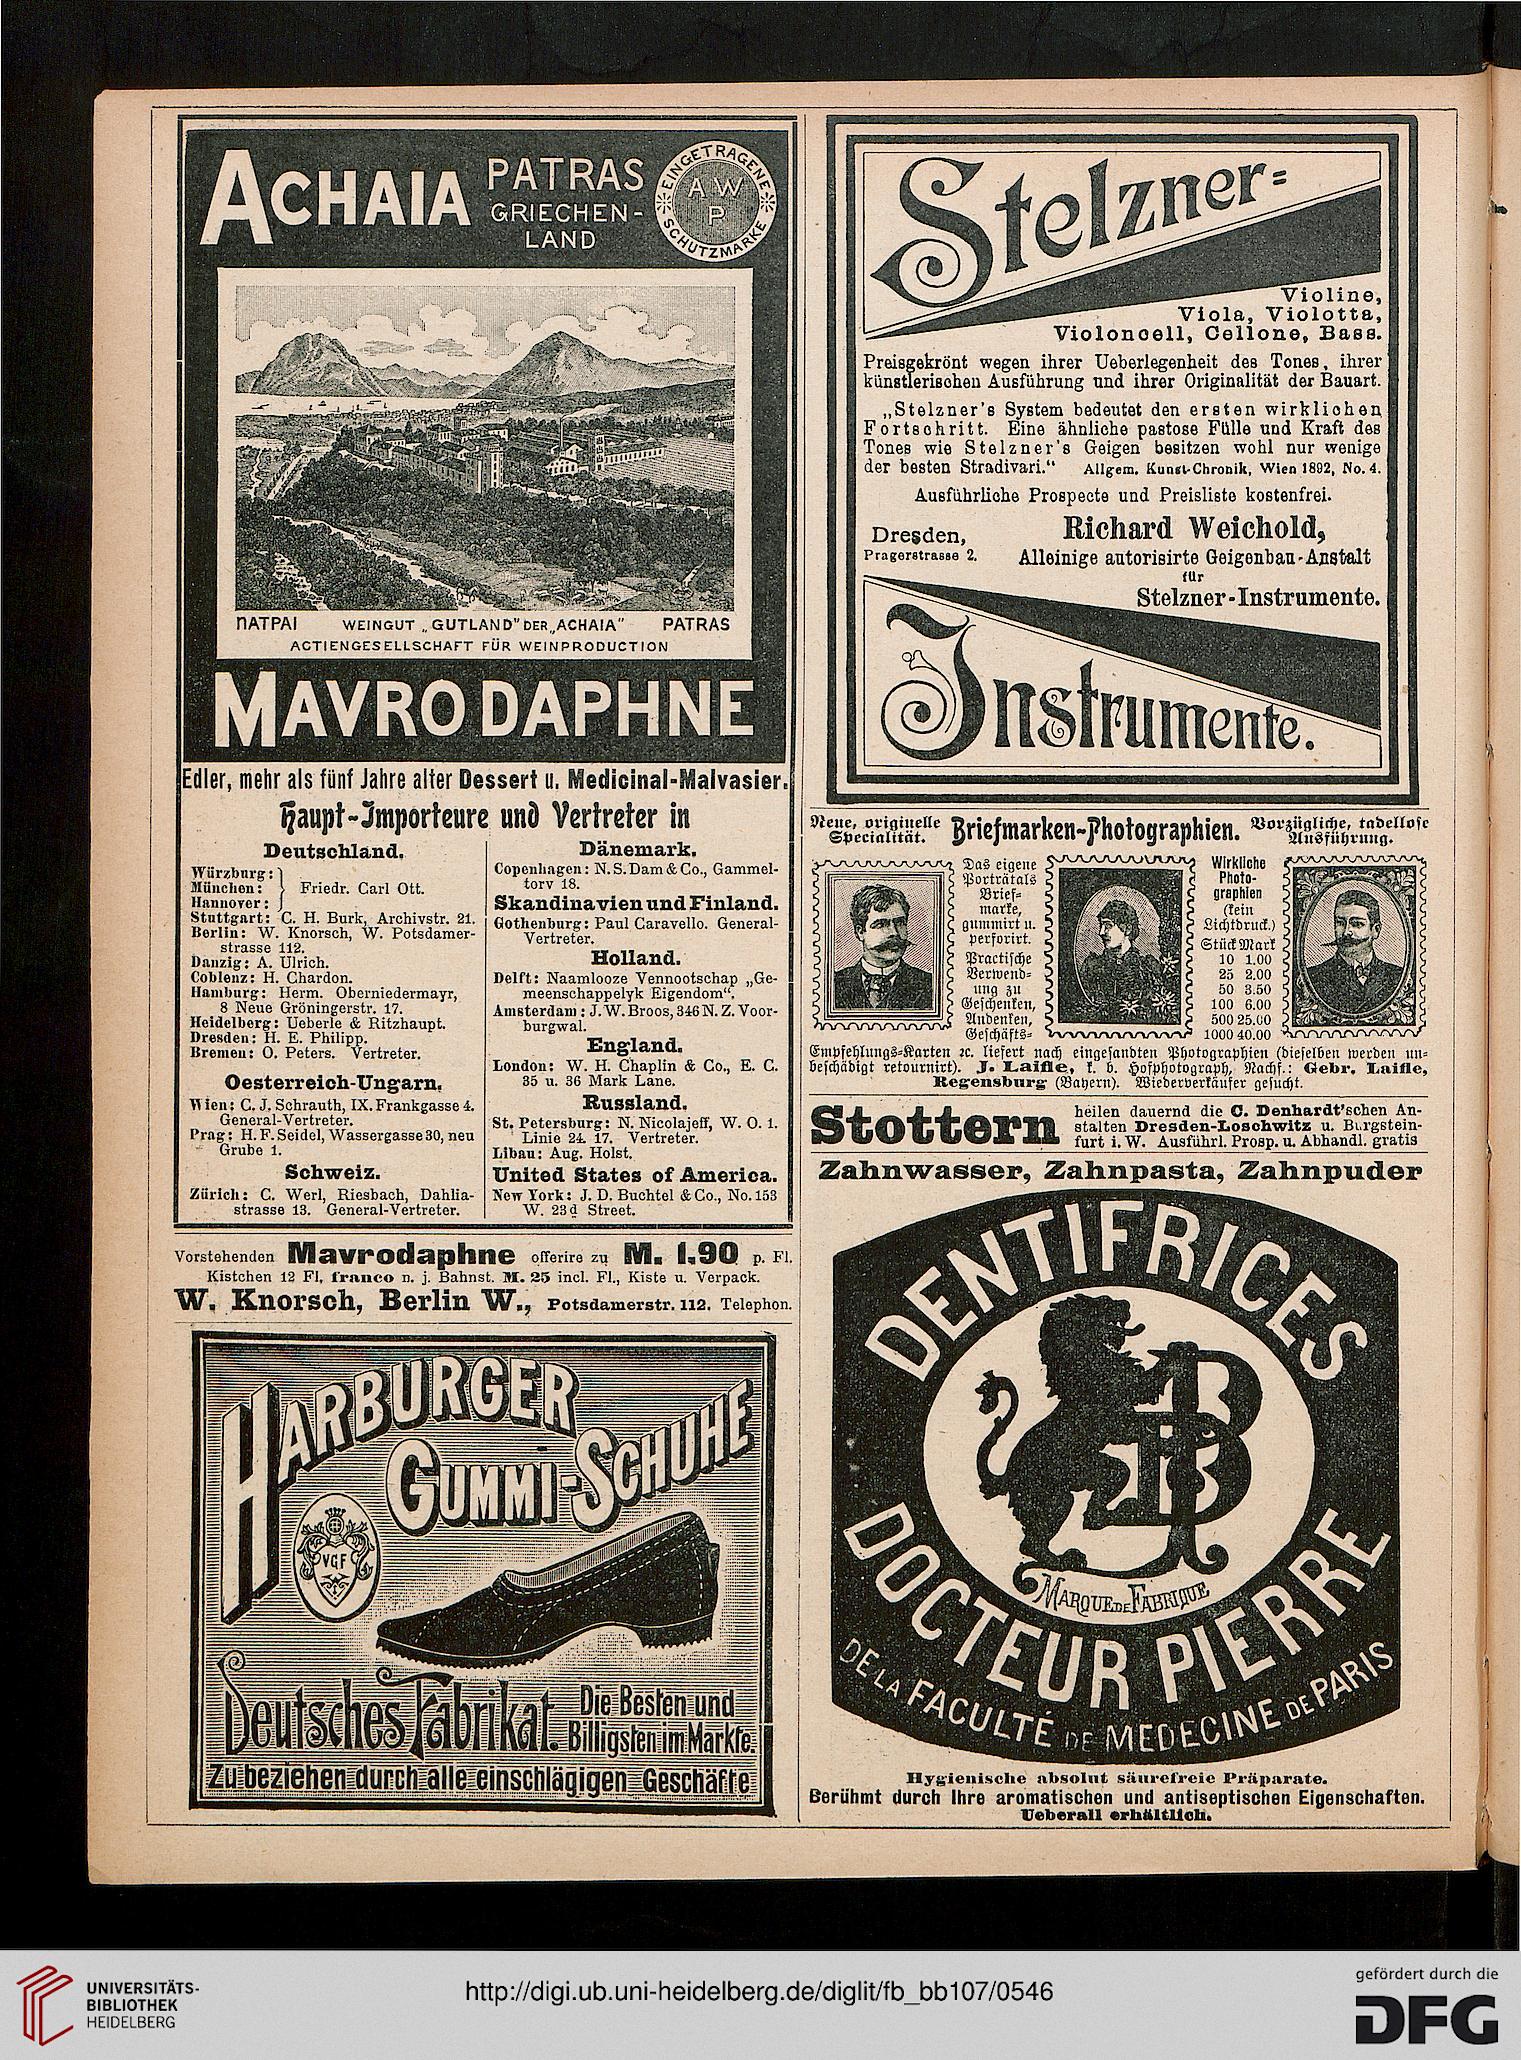 ACHAIA
PATRAS
GRIECHEN-
LAND
EINGETRAGENE
AW
P
SCHUTZMARKE
ΠATPAI WEINGUT „GUTLAND" DER „ACHAIA" PATRAS
ACTIENGESELLSCHAFT FÜR WEINPRODUCTION
MAVRO DAPHNE
Edler, mehr als fünf Jahre alter Dessert u. Medicinal-Malvasier.
Haupt-Importeure und Vertreter in
Deutschland.
Würzburg:
München: } Friedr. Carl Ott.
Hannover:
Stuttgart: C. H. Burk, Archivstr. 21.
Berlin: W. Knorsch, W. Potsdamer-
strasse 112.
Danzig: A. Ulrich.
Coblenz: H. Chardon.
Hamburg: Herm. Oberniedermayr,
8 Neue Gröningerstr. 17.
Heidelberg: Ueberle & Ritzhaupt.
Dresden: H. E. Philipp.
Bremen: O. Peters. Vertreter.
Oesterreich-Ungarn.
Wien: C. J. Schrauth, IX. Frankgasse 4.
General-Vertreter.
Prag: H. F. Seidel, Wassergasse 30, neu
Grube 1.
Schweiz.
Zürich: C. Werl, Riesbach, Dahlia-
strasse 13. General-Vertreter.
Dänemark.
Copenhagen: N. S. Dam & Co., Gammel-
torv 18.
Skandinavien und Finland.
Gothenburg: Paul Caravello. General-
Vertreter.
Holland.
Delft: Naamlooze Vennootschap „Ge-
meenschappelyk Eigendom“.
Amsterdam: J. W. Broos, 346 N. Z. Voor-
burgwal.
England.
London: W. H. Chaplin & Co., E. C.
35 u. 36 Mark Lane.
Russland.
St. Petersburg: N. Nicolajeff, W. O. 1.
Linie 24. 17. Vertreter.
Libau: Aug. Holst.
United States of America.
New York: J. D. Buchtel & Co., No. 153
W. 23d Street.
Vorstehenden Mavrodaphne offerire zu M. 1.90 p. Fl.
Kistchen 12 Fl, franco n. j. Bahnst. M. 25 incl. Fl., Kiste u. Verpack.
W. Knorsch, Berlin W., Potsdamerstr. 112. Telephon.
HARBURGER
GUMMI-SCHUHE
VGF
Deutsches Fabrikat. Die Besten und
Billigsten im Markte.
Zu beziehen durch alle einschlägigen Geschäfte
Stelzner=
Violine,
Viola, Violotta,
Violoncell, Cellone, Bass.
Preisgekrönt wegen ihrer Ueberlegenheit des Tones, ihrer
künstlerischen Ausführung und ihrer Originalität der Bauart.
„Stelzner's System bedeutet den ersten wirklichen
Fortschritt. Eine ähnliche pastose Fülle und Kraft des
Tones wie Stelzner's Geigen besitzen wohl nur wenige
der besten Stradivari.“ Allgem. Kunst-Chronik, Wien 1892, No. 4.
Ausführliche Prospecte und Preisliste kostenfrei.
Dresden,
Pragerstrasse 2.
Richard Weichold,
Alleinige autorisirte Geigenbau-Anstalt
für
Stelzner-Instrumente.
Instrumente.
Neue, originelle
Specialität.
Briefmarken-Photographien.
Vorzügliche, tadellose
Ausführung.
Das eigene
Porträt als
Brief=
marke,
gummirt u.
perforirt.
Practische
Verwend=
ung zu
Geschenken,
Andenken,
Geschäfts=
Wirkliche
Photo-
graphien
(kein
Lichtdruck.)
Stück Mark
10 1.00
25 2.00
50 3.50
100 6.00
500 25.00
1000 40.00
Empfehlungs=Karten ꝛc. liefert nach eingesandten Photographien (dieselben werden un=
beschädigt retournirt). J. Laifle, k. b. Hofphotograph, Nachf.: Gebr. Laifle,
Regensburg (Bayern). Wiederverkäufer gesucht.
Stottern
heilen dauernd die C. Denhardt'schen An-
stalten Dresden-Loschwitz u. Burgstein-
furt i. W. Ausführl. Prosp. u. Abhandl. gratis
Zahnwasser, Zahnpasta, Zahnpuder
DENTIFRICES
MARQUE DE FABRIQUE
DOCTEUR PIERRE
DE LA FACULTÉ DE MEDECINE DE PARIS
Hygienische absolut säurefreie Präparate.
Berühmt durch Ihre aromatischen und antiseptischen Eigenschaften.
Ueberall erhältlich.
UNIVERSITÄTS-
BIBLIOTHEK
HEIDELBERG
http://digi.ub.uni-heidelberg.de/diglit/fb_bb107/0546
gefördert durch die
DFG